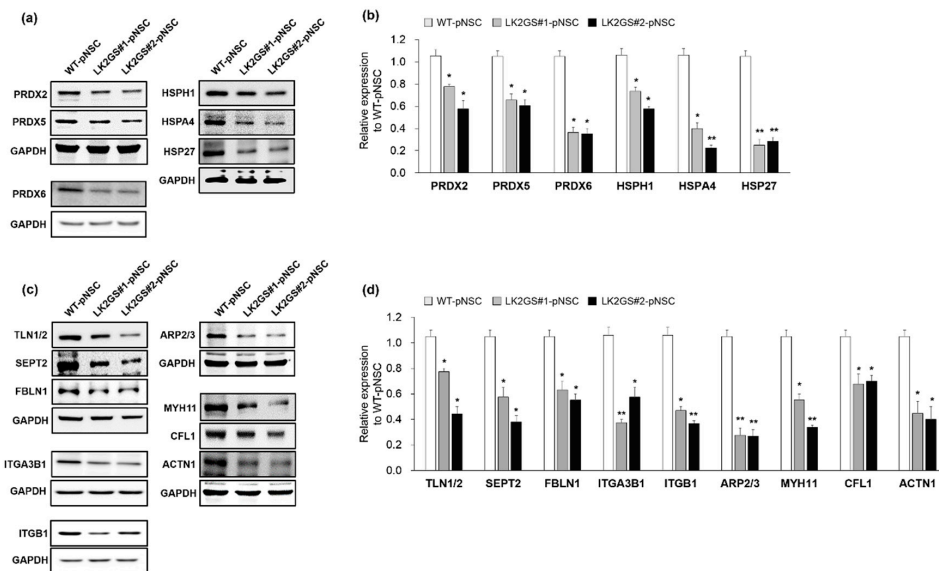 (a)
WT-pNSC
LK2GS#1-pNSC
LK2GS#2-pNSC
PRDX2
PRDX5
GAPDH
PRDX6
GAPDH
WT-pNSC
LK2GS#1-pNSC
LK2GS#2-pNSC
HSPH1
HSPA4
HSP27
GAPDH
(b)
WT-pNSC LK2GS#1-pNSC LK2GS#2-pNSC
Relative expression
to WT-pNSC
1.2
1.0
0.8
0.6
0.4
0.2
0.0
* * * * * * * * * ** ** **
PRDX2 PRDX5 PRDX6 HSPH1 HSPA4 HSP27
(c)
WT-pNSC
LK2GS#1-pNSC
LK2GS#2-pNSC
TLN1/2
SEPT2
FBLN1
GAPDH
ITGA3B1
GAPDH
ITGB1
GAPDH
WT-pNSC
LK2GS#1-pNSC
LK2GS#2-pNSC
ARP2/3
GAPDH
MYH11
CFL1
ACTN1
GAPDH
(d)
WT-pNSC LK2GS#1-pNSC LK2GS#2-pNSC
Relative expression
to WT-pNSC
1.2
1.0
0.8
0.6
0.4
0.2
0.0
* * * * * * ** * * ** ** ** * ** * * * *
TLN1/2 SEPT2 FBLN1 ITGA3B1 ITGB1 ARP2/3 MYH11 CFL1 ACTN1